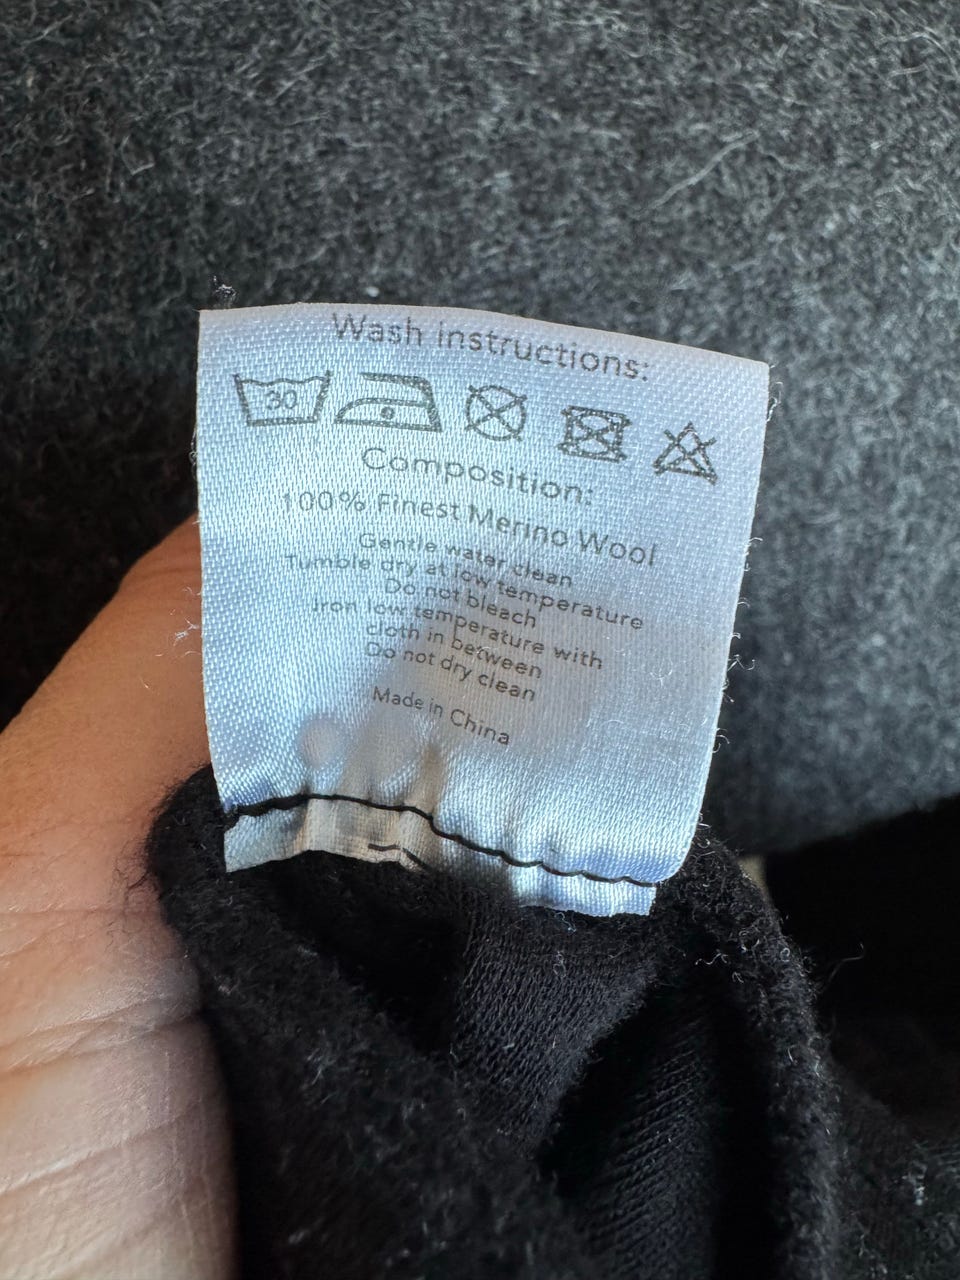 Wash instructions:
30
Composition:
100% Finest Merino Wool
Gentle water clean
Tumble dry at low temperature
Do not bleach
Iron low temperature with
cloth in between
Do not dry clean
Made in China